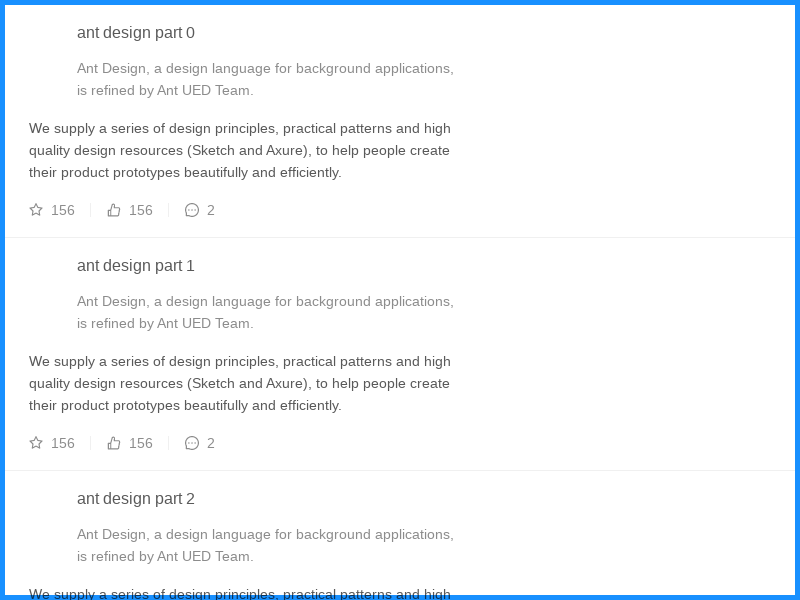 ant design part 0
Ant Design, a design language for background applications,
is refined by Ant UED Team.
We supply a series of design principles, practical patterns and high
quality design resources (Sketch and Axure), to help people create
their product prototypes beautifully and efficiently.
156 156 2
ant design part 1
Ant Design, a design language for background applications,
is refined by Ant UED Team.
We supply a series of design principles, practical patterns and high
quality design resources (Sketch and Axure), to help people create
their product prototypes beautifully and efficiently.
156 156 2
ant design part 2
Ant Design, a design language for background applications,
is refined by Ant UED Team.
We supply a series of design principles, practical patterns and high